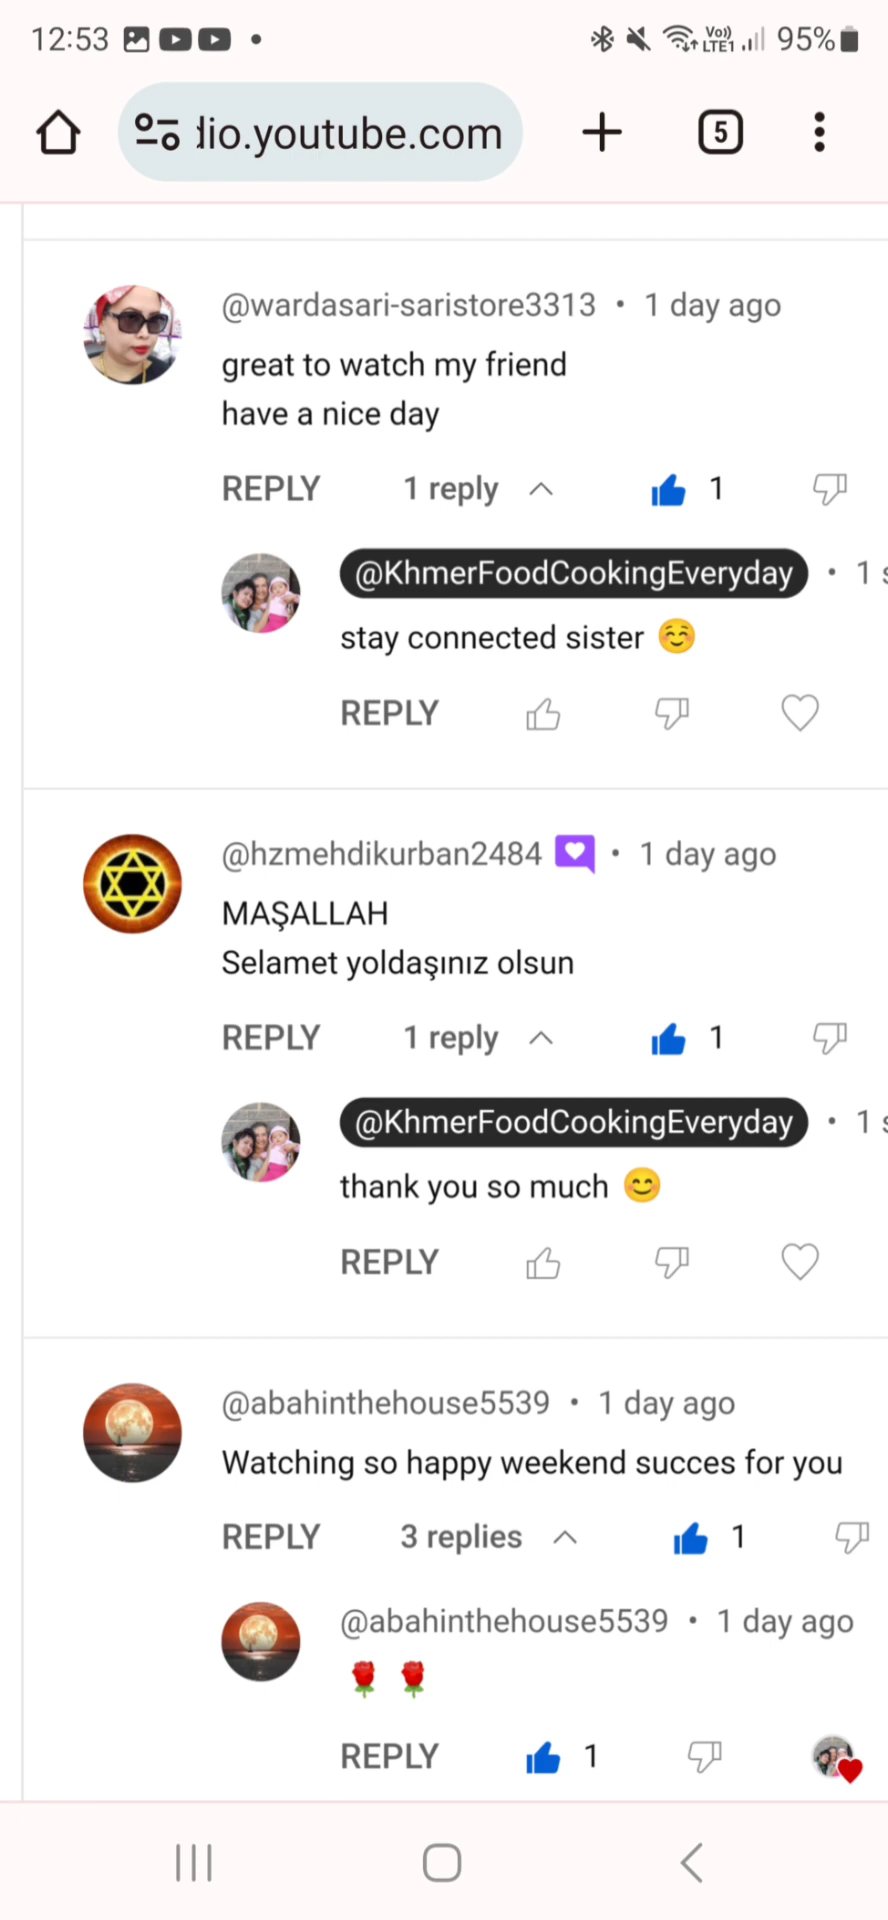 12:53 Vo)) LTE1 95%
dio.youtube.com 5
@wardasari-saristore3313 • 1 day ago
great to watch my friend
have a nice day
REPLY 1 reply 1
@KhmerFoodCookingEveryday • 1 s
stay connected sister ☺️
REPLY
@hzmehdikurban2484 • 1 day ago
MAŞALLAH
Selamet yoldaşınız olsun
REPLY 1 reply 1
@KhmerFoodCookingEveryday • 1 s
thank you so much 😊
REPLY
@abahinthehouse5539 • 1 day ago
Watching so happy weekend succes for you
REPLY 3 replies 1
@abahinthehouse5539 • 1 day ago
🌹 🌹
REPLY 1